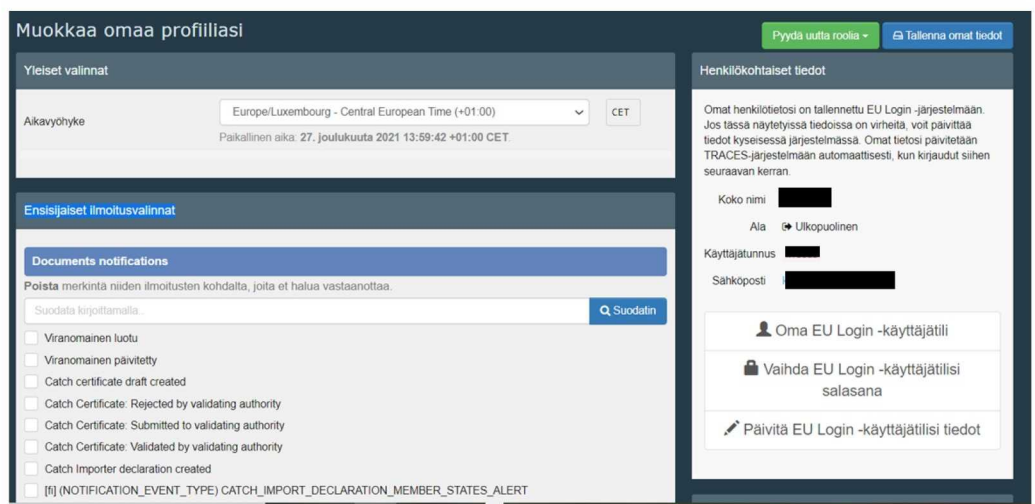 Muokkaa omaa profiiliasi
Pyydä uutta roolia
Tallenna omat tiedot
Yleiset valinnat
Aikavyöhyke
Europe/Luxembourg - Central European Time (+01:00)
CET
Paikallinen aika: 27. joulukuuta 2021 13:59:42 +01:00 CET.
Ensisijaiset ilmoitusvalinnat
Documents notifications
Poista merkintä niiden ilmoitusten kohdalta, joita et halua vastaanottaa.
Suodata kirjoittamalla...
Suodatin
Viranomainen luotu
Viranomainen päivitetty
Catch certificate draft created
Catch Certificate: Rejected by validating authority
Catch Certificate: Submitted to validating authority
Catch Certificate: Validated by validating authority
Catch Importer declaration created
[fi] (NOTIFICATION_EVENT_TYPE) CATCH_IMPORT_DECLARATION_MEMBER_STATES_ALERT
Henkilökohtaiset tiedot
Omat henkilötietosi on tallennettu EU Login -järjestelmään.
Jos tässä näytetyissä tiedoissa on virheitä, voit päivittää
tiedot kyseisessä järjestelmässä. Omat tietosi päivitetään
TRACES-järjestelmään automaattisesti, kun kirjaudut siihen
seuraavan kerran.
Koko nimi
Ala Ulkopuolinen
Käyttäjätunnus
Sähköposti
Oma EU Login -käyttäjätili
Vaihda EU Login -käyttäjätilisi
salasana
Päivitä EU Login -käyttäjätilisi tiedot